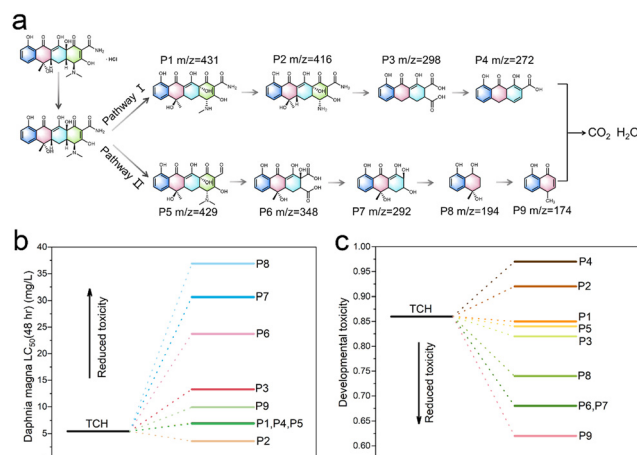 a
·HCl
Pathway I
Pathway II
P1 m/z=431
P2 m/z=416
P3 m/z=298
P4 m/z=272
P5 m/z=429
P6 m/z=348
P7 m/z=292
P8 m/z=194
P9 m/z=174
CO₂ H₂O
b
Daphnia magna LC₅₀(48 hr) (mg/L)
40
35
30
25
20
15
10
5
Reduced toxicity
TCH
P8
P7
P6
P3
P9
P1,P4,P5
P2
c
Developmental toxicity
1.00
0.95
0.90
0.85
0.80
0.75
0.70
0.65
0.60
TCH
Reduced toxicity
P4
P2
P1
P5
P3
P8
P6,P7
P9